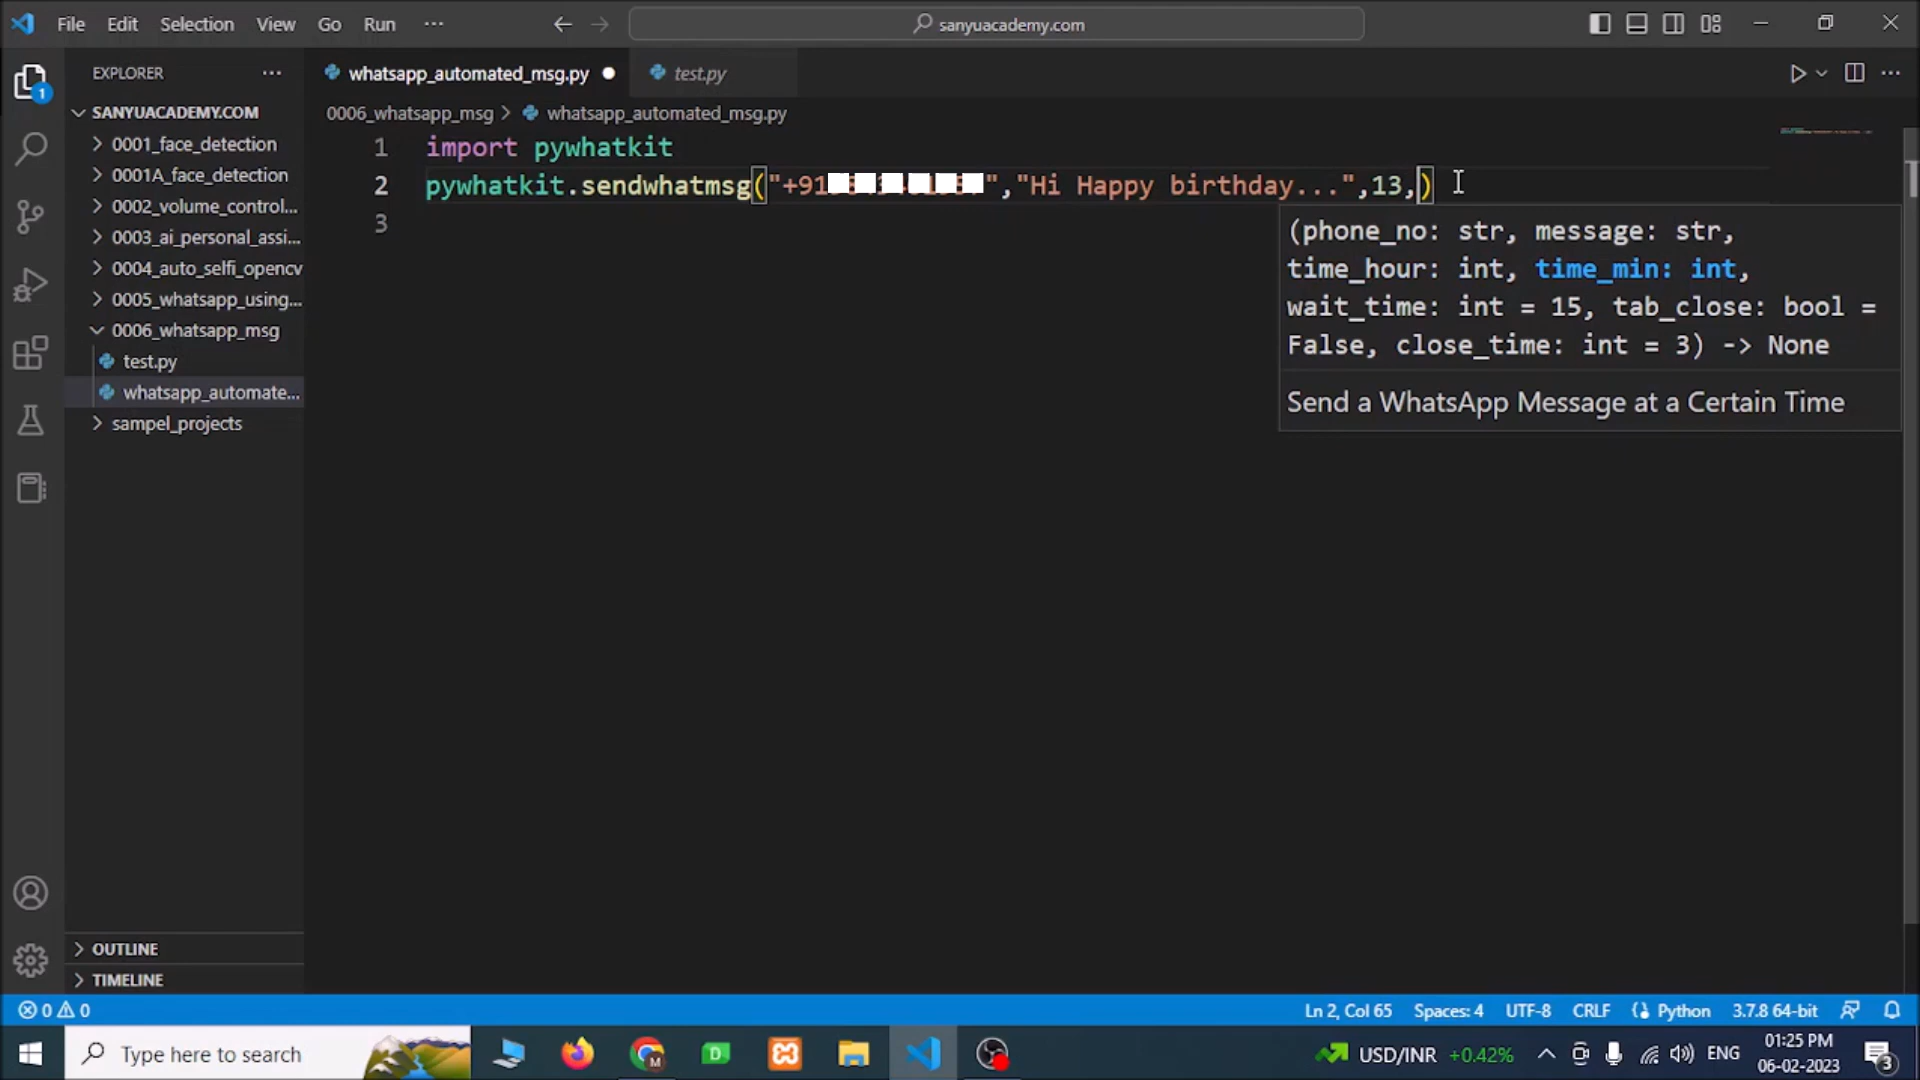 File Edit Selection View Go Run ···
sanyuacademy.com
EXPLORER
whatsapp_automated_msg.py
test.py
SANYUACADEMY.COM
0001_face_detection
0001A_face_detection
0002_volume_control...
0003_ai_personal_assi...
0004_auto_selfi_opencv
0005_whatsapp_using...
0006_whatsapp_msg
test.py
whatsapp_automate...
sampel_projects
OUTLINE
TIMELINE
0006_whatsapp_msg > whatsapp_automated_msg.py
1 import pywhatkit
2 pywhatkit.sendwhatmsg("+91","Hi Happy birthday...",13,)
3
(phone_no: str, message: str,
time_hour: int, time_min: int,
wait_time: int = 15, tab_close: bool =
False, close_time: int = 3) -> None
Send a WhatsApp Message at a Certain Time
0 0
Ln 2, Col 65 Spaces: 4 UTF-8 CRLF Python 3.7.8 64-bit
1
Type here to search
D
M
USD/INR +0.42%
ENG
01:25 PM
06-02-2023
3